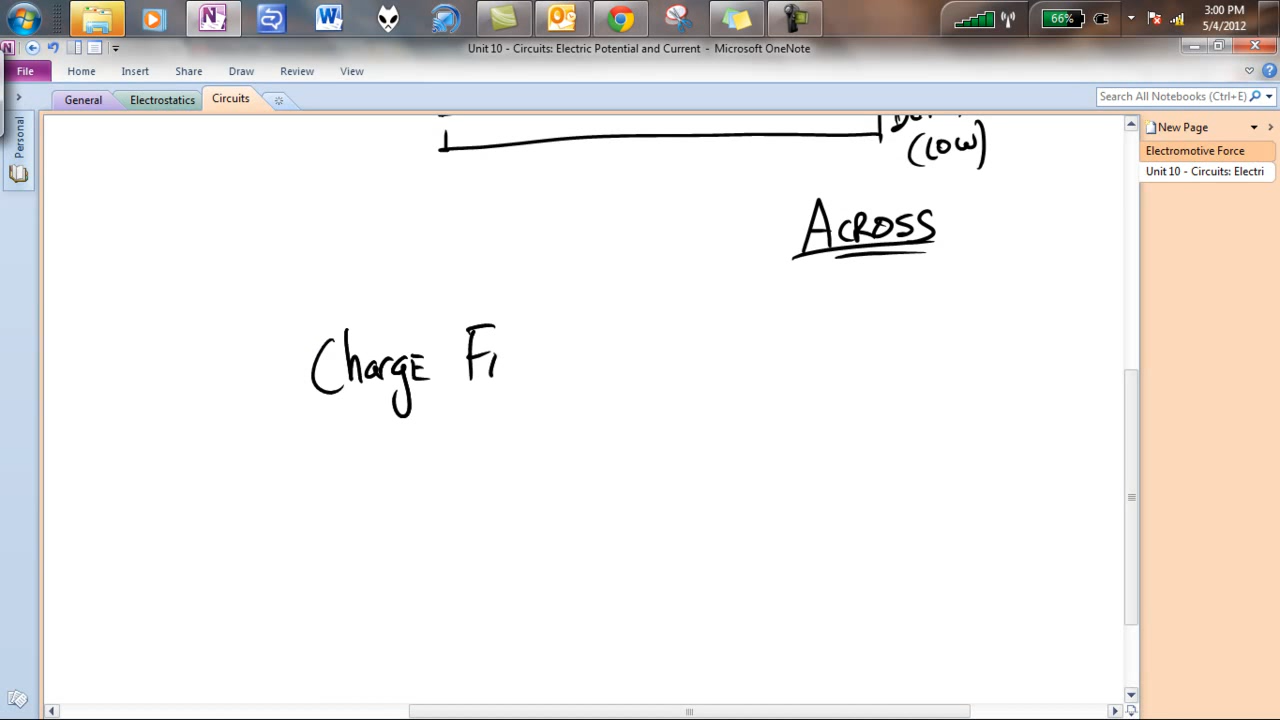 3:00 PM
66%
5/4/2012
Unit 10 - Circuits: Electric Potential and Current - Microsoft OneNote
File Home Insert Share Draw Review View
General Electrostatics Circuits
Search All Notebooks (Ctrl+E)
Personal
New Page
Electromotive Force
Unit 10 - Circuits: Electri
(LOW)
ACROSS
Charge